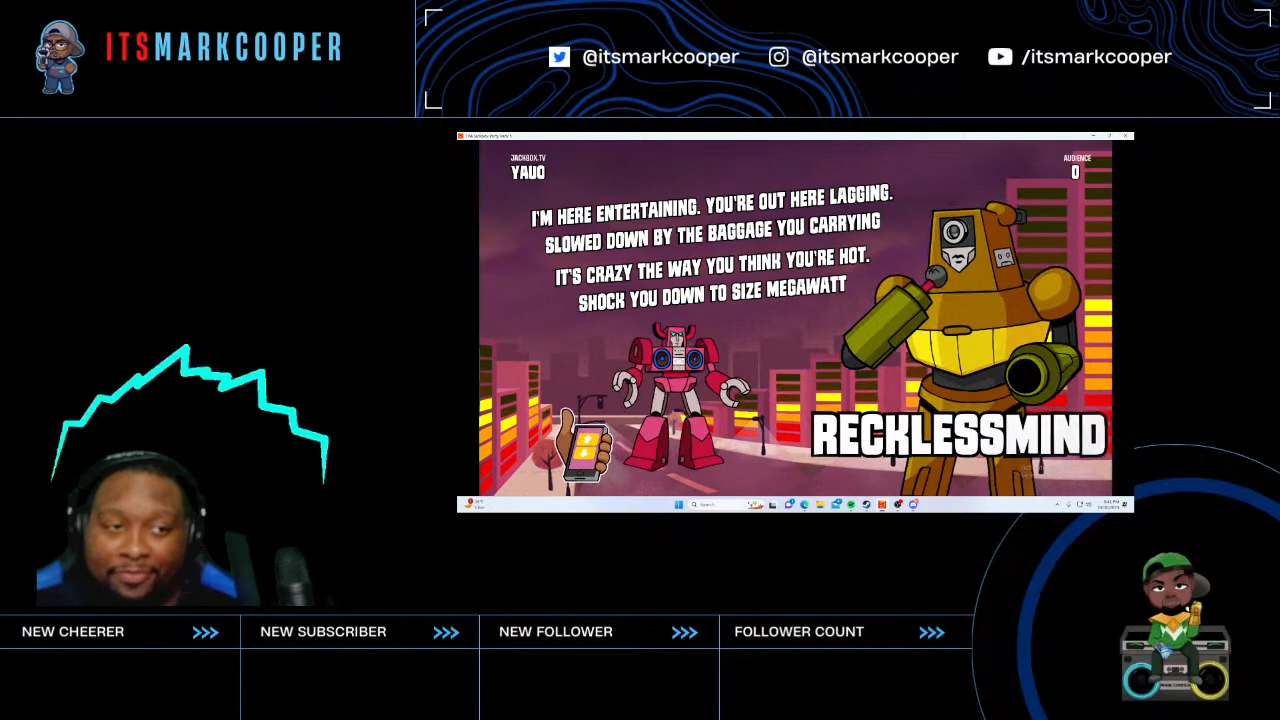 ITSMARKCOOPER
@itsmarkcooper
@itsmarkcooper
/itsmarkcooper
JACKBOX.TV
YAUO
AUDIENCE
0
I'M HERE ENTERTAINING. YOU'RE OUT HERE LAGGING.
SLOWED DOWN BY THE BAGGAGE YOU CARRYING
IT'S CRAZY THE WAY YOU THINK YOU'RE HOT.
SHOCK YOU DOWN TO SIZE MEGAWATT
RECKLESSMIND
Search
NEW CHEERER >>>
NEW SUBSCRIBER >>>
NEW FOLLOWER >>>
FOLLOWER COUNT >>>